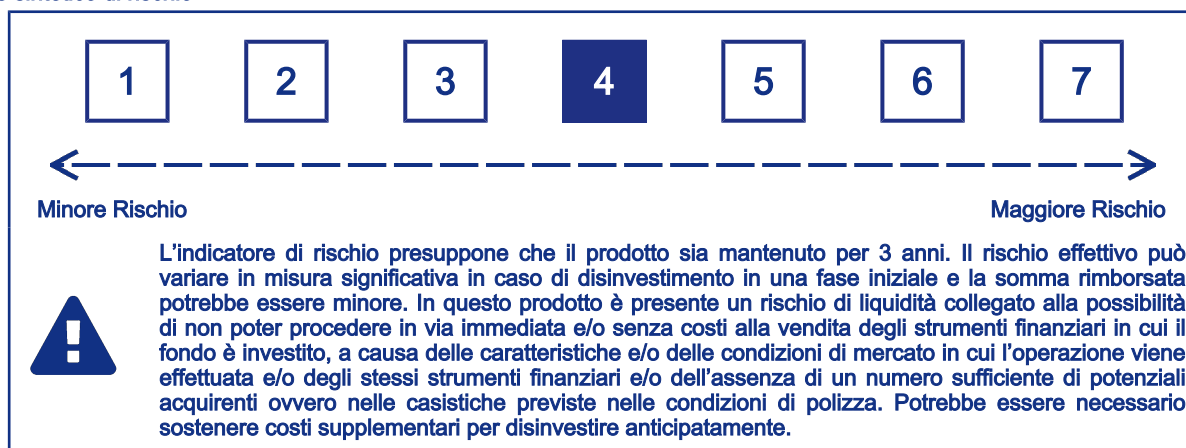 1 2 3 4 5 6 7
Minore Rischio Maggiore Rischio
L'indicatore di rischio presuppone che il prodotto sia mantenuto per 3 anni. Il rischio effettivo può
variare in misura significativa in caso di disinvestimento in una fase iniziale e la somma rimborsata
potrebbe essere minore. In questo prodotto è presente un rischio di liquidità collegato alla possibilità
di non poter procedere in via immediata e/o senza costi alla vendita degli strumenti finanziari in cui il
fondo è investito, a causa delle caratteristiche e/o delle condizioni di mercato in cui l'operazione viene
effettuata e/o degli stessi strumenti finanziari e/o dell'assenza di un numero sufficiente di potenziali
acquirenti ovvero nelle casistiche previste nelle condizioni di polizza. Potrebbe essere necessario
sostenere costi supplementari per disinvestire anticipatamente.